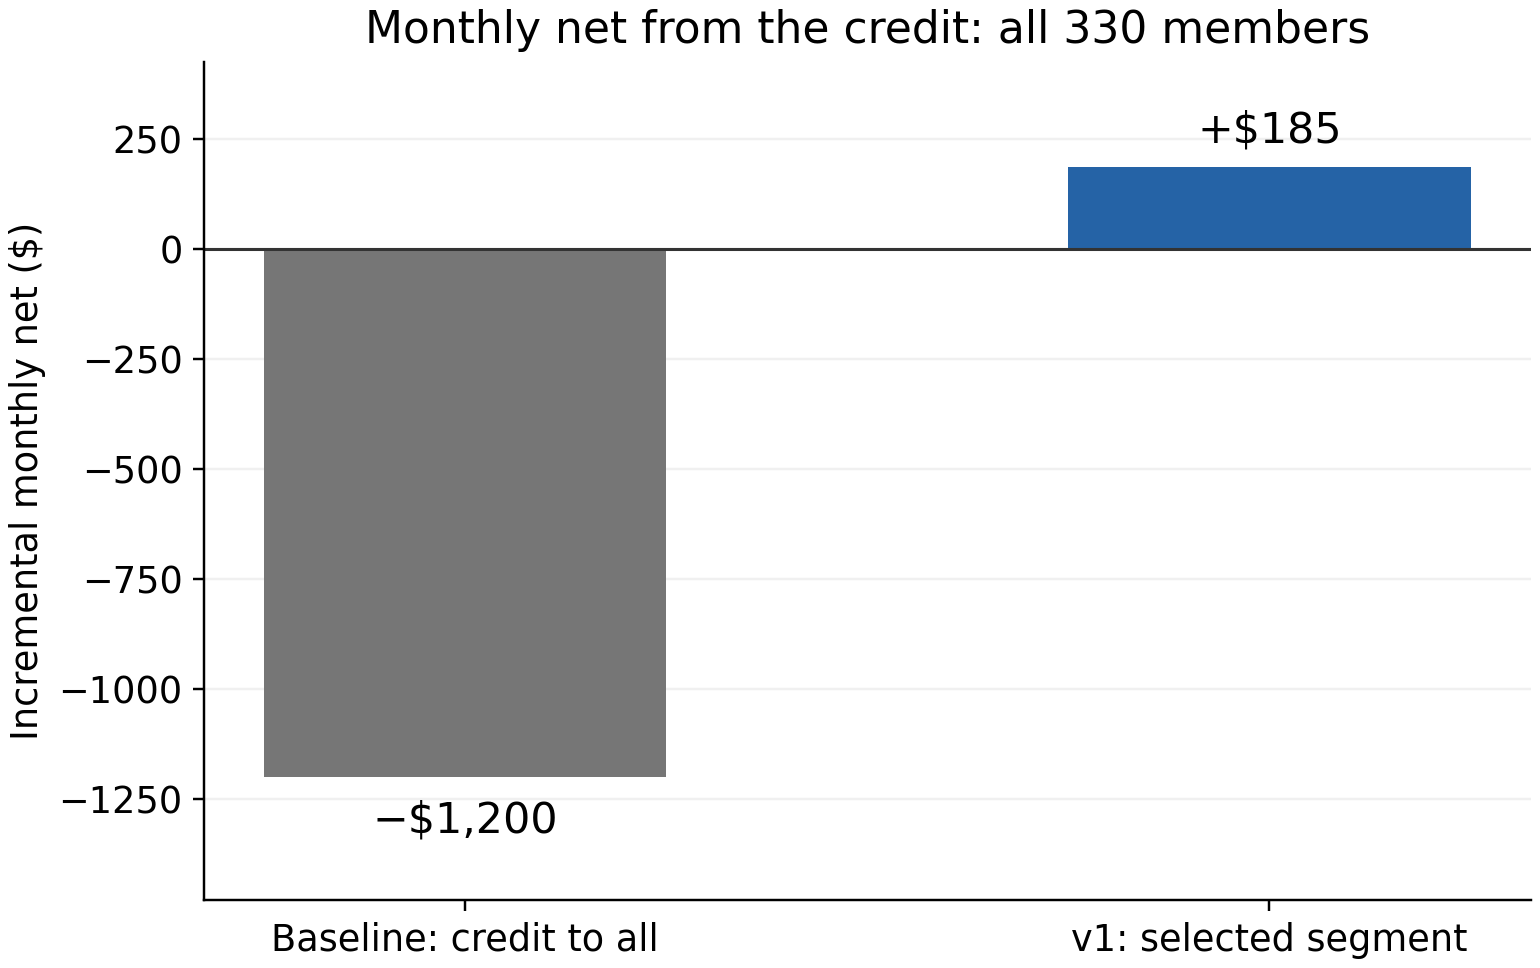 Monthly net from the credit: all 330 members
Incremental monthly net ($)
250
0
−250
−500
−750
−1000
−1250
+$185
−$1,200
Baseline: credit to all
v1: selected segment